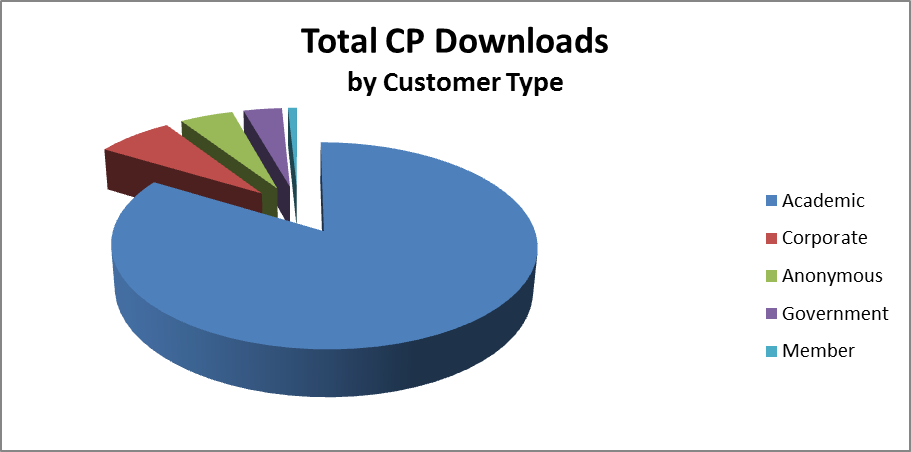 Total CP Downloads
by Customer Type
Academic
Corporate
Anonymous
Government
Member